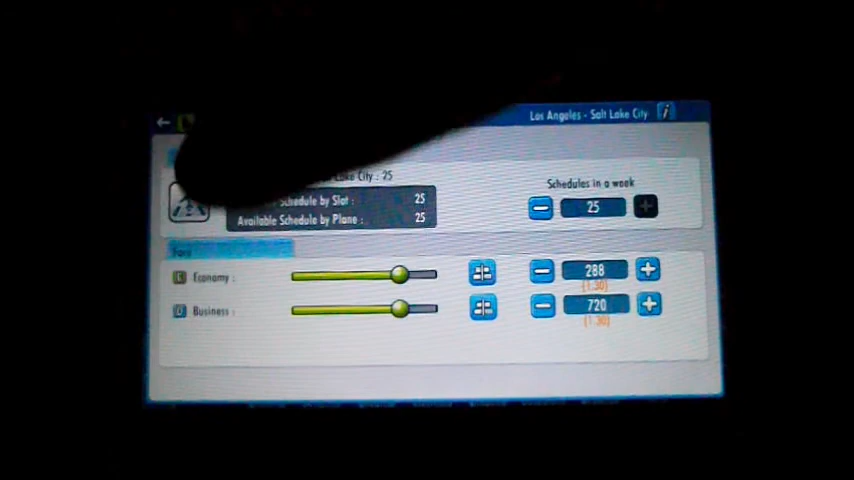 Los Angeles - Salt Lake City
Lake City : 25
Schedule by Slot : 25
Available Schedule by Plane : 25
Schedules in a week
25
Fare
Economy : 288
(1.30)
Business : 720
(1.30)